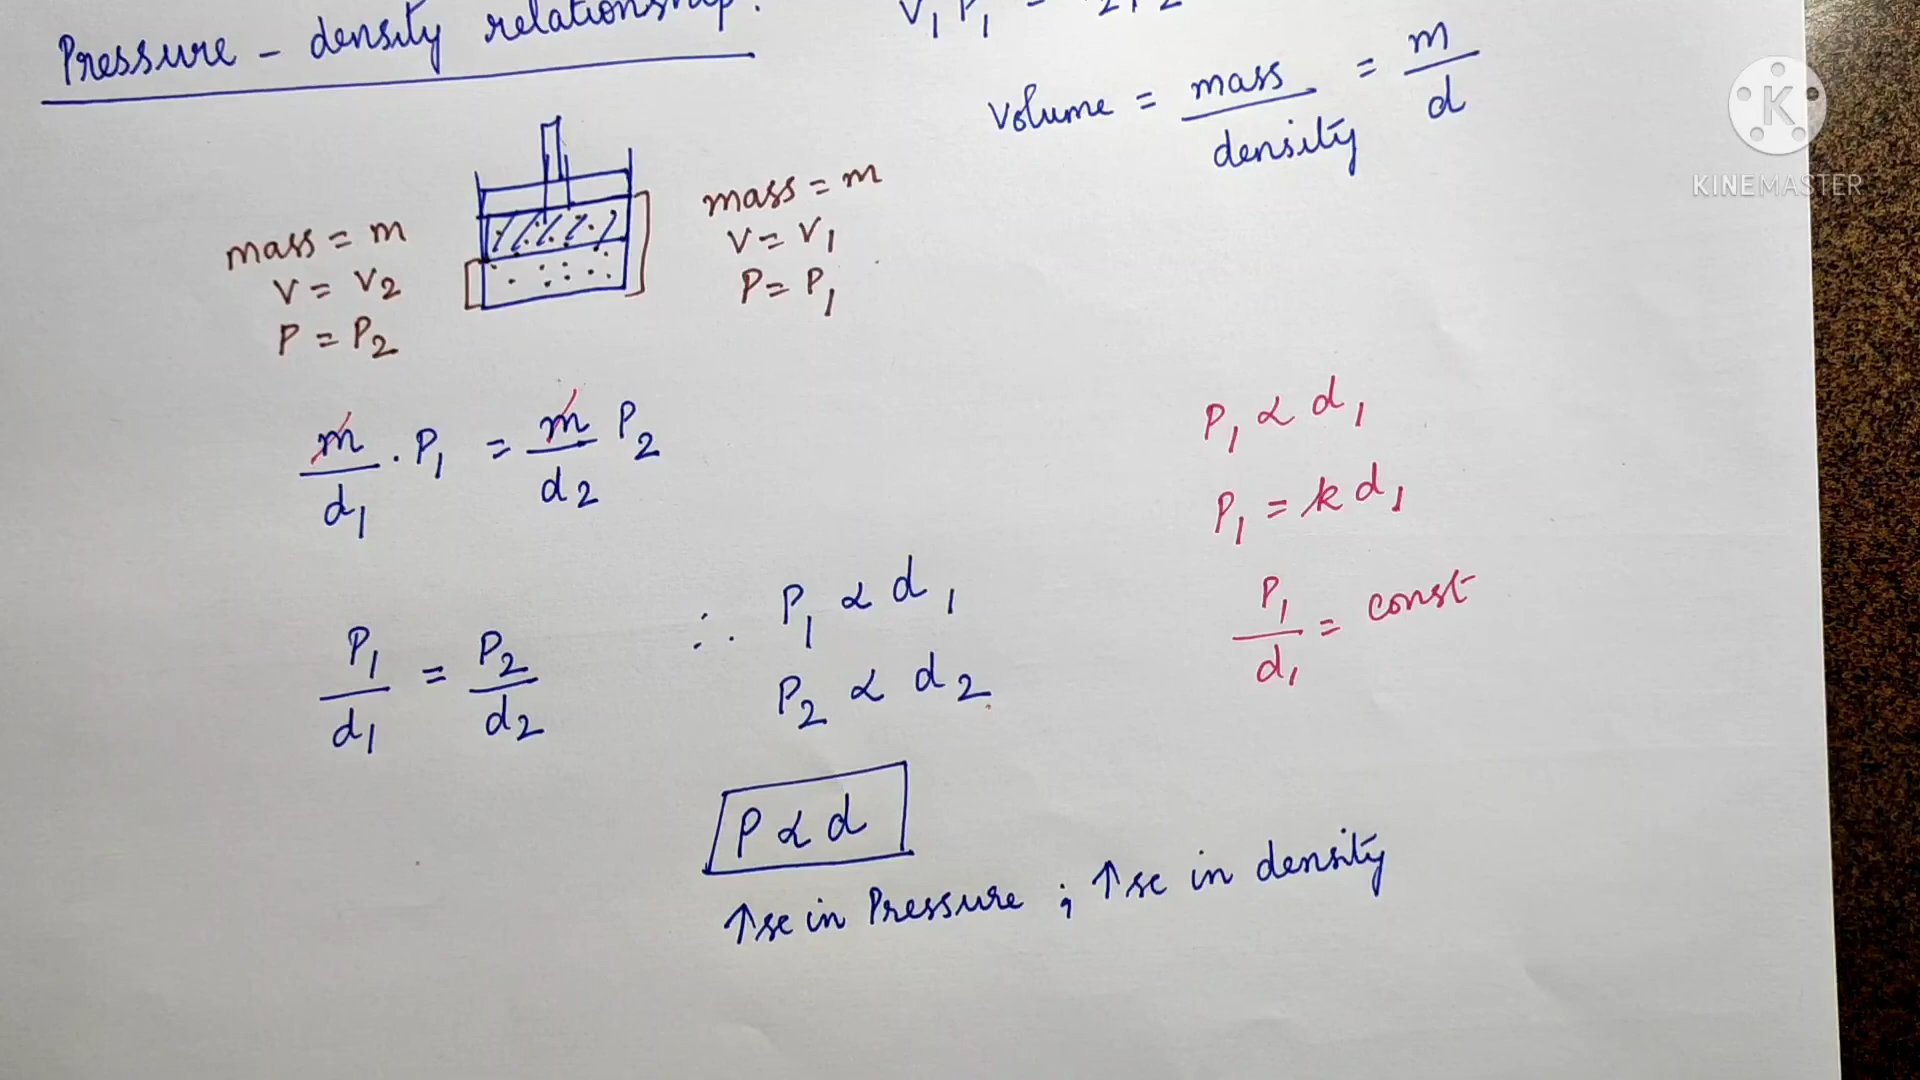 Pressure - density relationship:
V₁ P₁ =
Volume = mass / density = m / d
mass = m
V = V₂
P = P₂
mass = m
V = V₁
P = P₁
m/d₁ . P₁ = m/d₂ P₂
P₁/d₁ = P₂/d₂
∴ P₁ ∝ d₁
P₂ ∝ d₂
P ∝ d
↑se in Pressure ; ↑se in density
P₁ ∝ d₁
P₁ = k d₁
P₁/d₁ = const
K
KINEMASTER